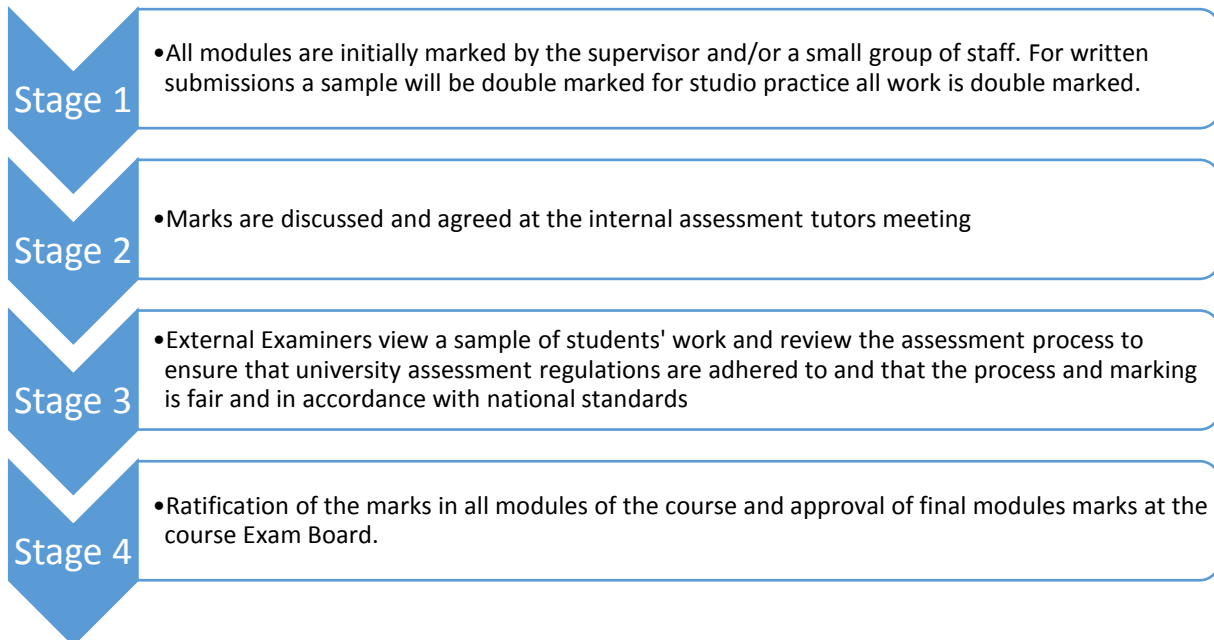 Stage 1
•All modules are initially marked by the supervisor and/or a small group of staff. For written
submissions a sample will be double marked for studio practice all work is double marked.
Stage 2
•Marks are discussed and agreed at the internal assessment tutors meeting
Stage 3
•External Examiners view a sample of students' work and review the assessment process to
ensure that university assessment regulations are adhered to and that the process and marking
is fair and in accordance with national standards
Stage 4
•Ratification of the marks in all modules of the course and approval of final modules marks at the
course Exam Board.